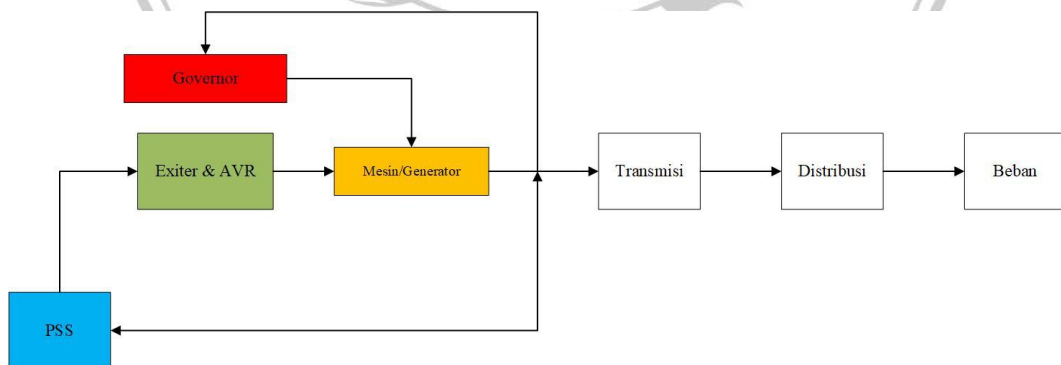 Governor
Exiter & AVR
Mesin/Generator
Transmisi
Distribusi
Beban
PSS